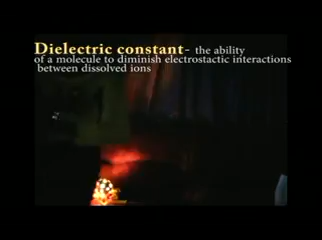 Dielectric constant- the ability
of a molecule to diminish electrostactic interactions
between dissolved ions